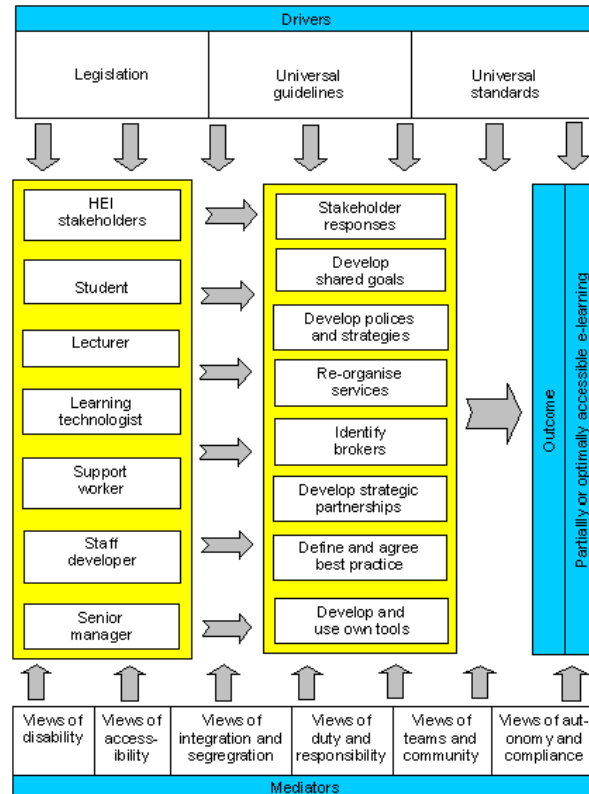 Drivers
Legislation
Universal
guidelines
Universal
standards
HEI
stakeholders
Student
Lecturer
Learning
technologist
Support
worker
Staff
developer
Senior
manager
Stakeholder
responses
Develop
shared goals
Develop polices
and strategies
Re-organise
services
Identify
brokers
Develop strategic
partnerships
Define and agree
best practice
Develop and
use own tools
Outcome
Partiallly or optimally accessible e-learning
Views of
disability
Views of
access-
ibility
Views of
integration and
segregration
Views of
duty and
responsibility
Views of
teams and
community
Views of aut-
onomy and
compliance
Mediators